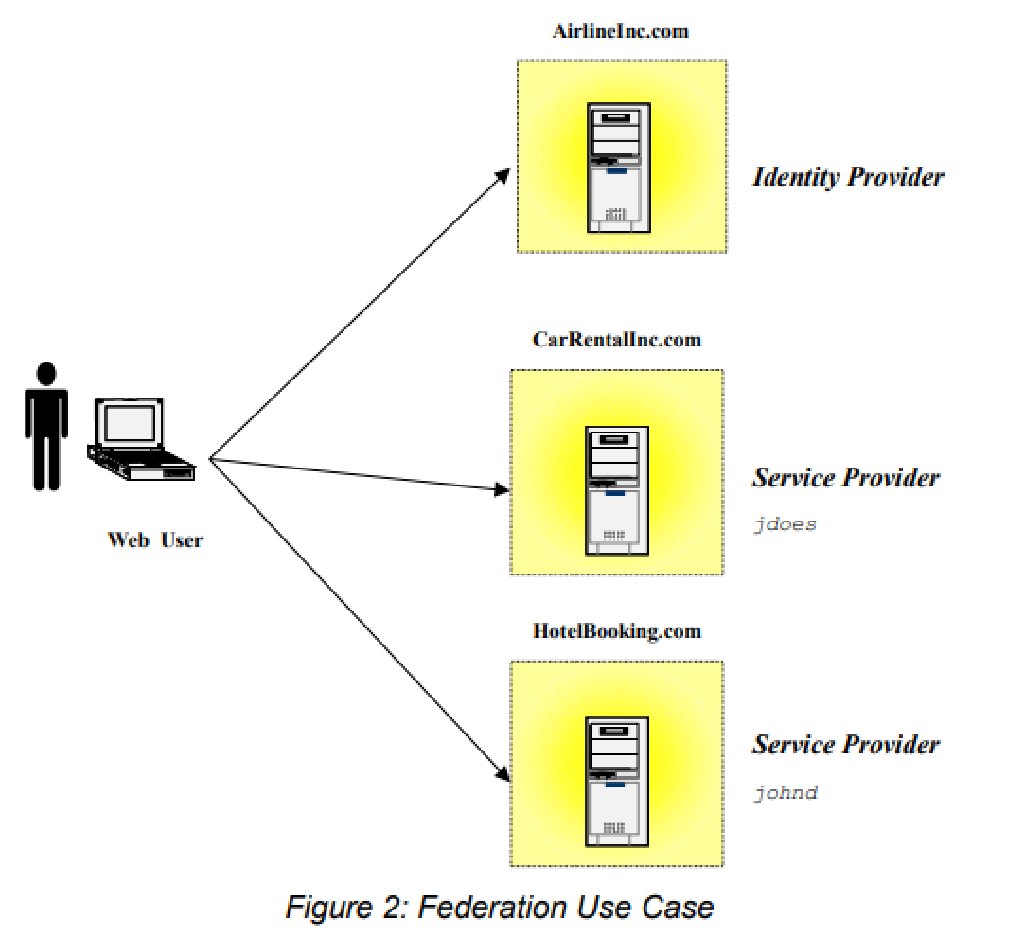 AirlineInc.com
Identity Provider
CarRentalInc.com
Service Provider
jdoes
Web User
HotelBooking.com
Service Provider
johnd
Figure 2: Federation Use Case